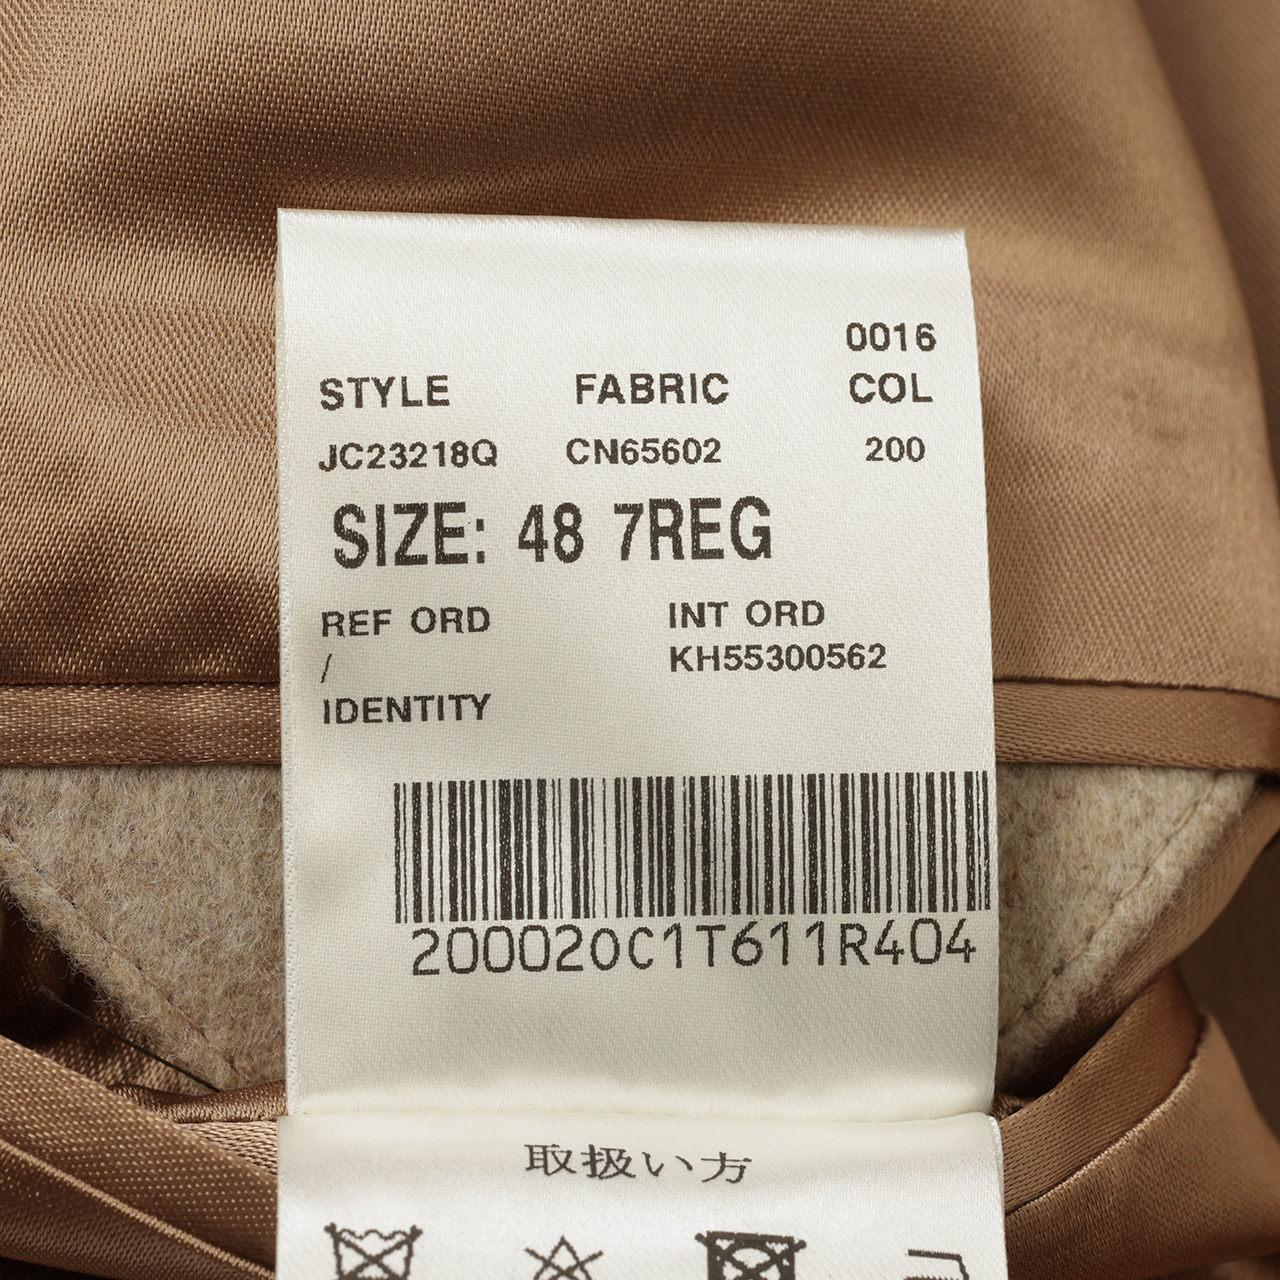 0016
STYLE FABRIC COL
JC23218Q CN65602 200
SIZE: 48 7REG
REF ORD INT ORD
/ KH55300562
IDENTITY
200020C1T611R404
取扱い方